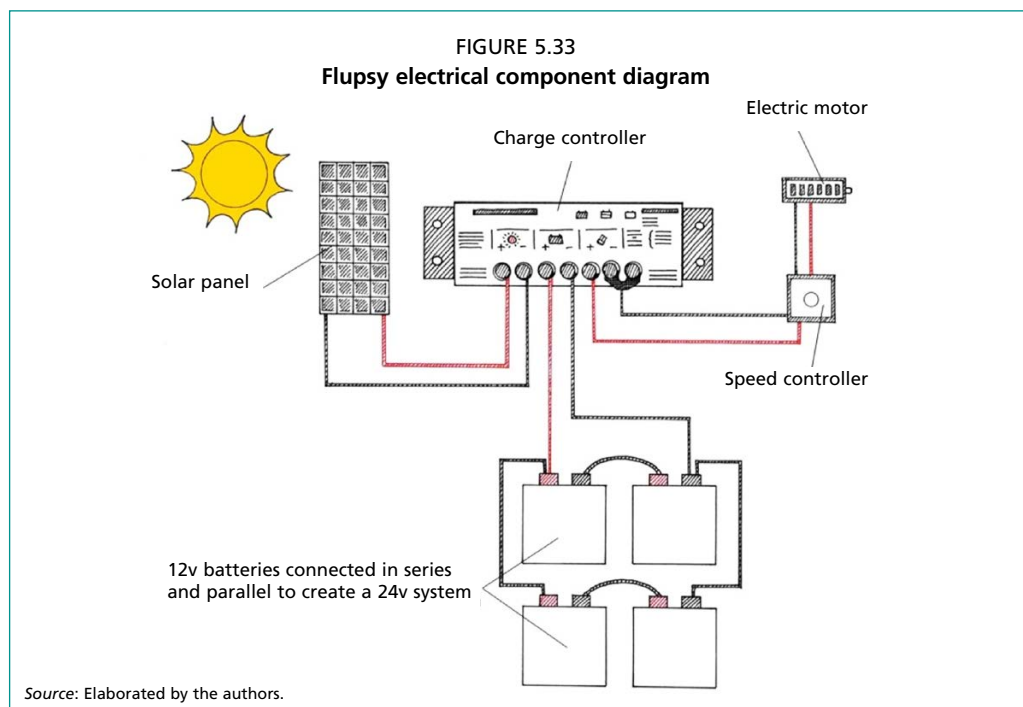 FIGURE 5.33
Flupsy electrical component diagram
Electric motor
Charge controller
Solar panel
Speed controller
12v batteries connected in series
and parallel to create a 24v system
Source: Elaborated by the authors.